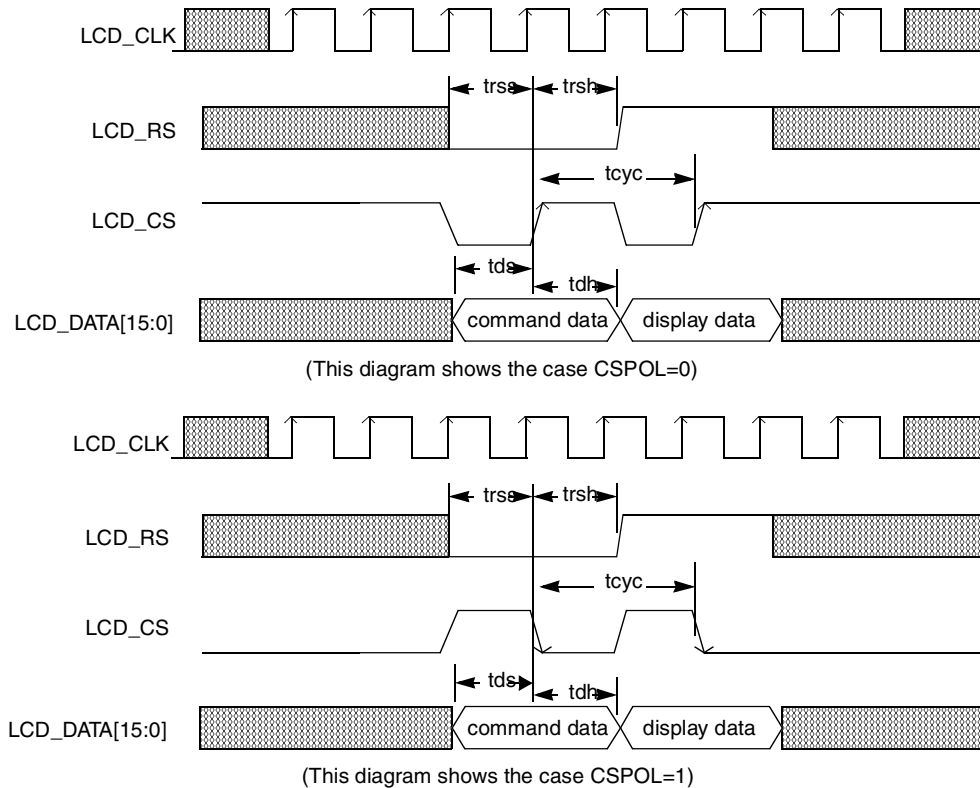 LCD_CLK
trss trsh
LCD_RS
tcyc
LCD_CS
tds
tdh
LCD_DATA[15:0] command data display data
(This diagram shows the case CSPOL=0)
LCD_CLK
trss trsh
LCD_RS
tcyc
LCD_CS
tds
tdh
LCD_DATA[15:0] command data display data
(This diagram shows the case CSPOL=1)